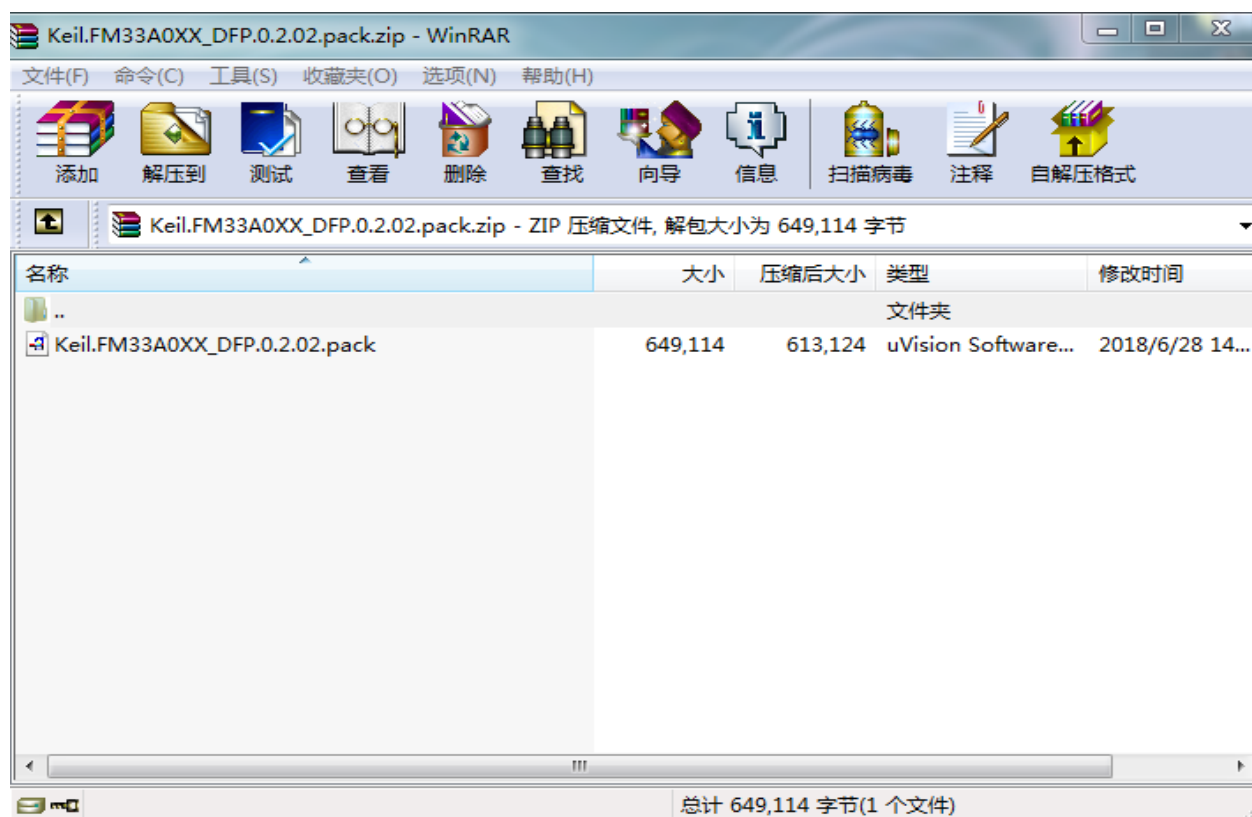 Keil.FM33A0XX_DFP.0.2.02.pack.zip - WinRAR
文件(F) 命令(C) 工具(S) 收藏夹(O) 选项(N) 帮助(H)
添加 解压到 测试 查看 删除 查找 向导 信息 扫描病毒 注释 自解压格式
Keil.FM33A0XX_DFP.0.2.02.pack.zip - ZIP 压缩文件, 解包大小为 649,114 字节
名称 大小 压缩后大小 类型 修改时间
.. 文件夹
Keil.FM33A0XX_DFP.0.2.02.pack 649,114 613,124 uVision Software... 2018/6/28 14...
总计 649,114 字节(1 个文件)